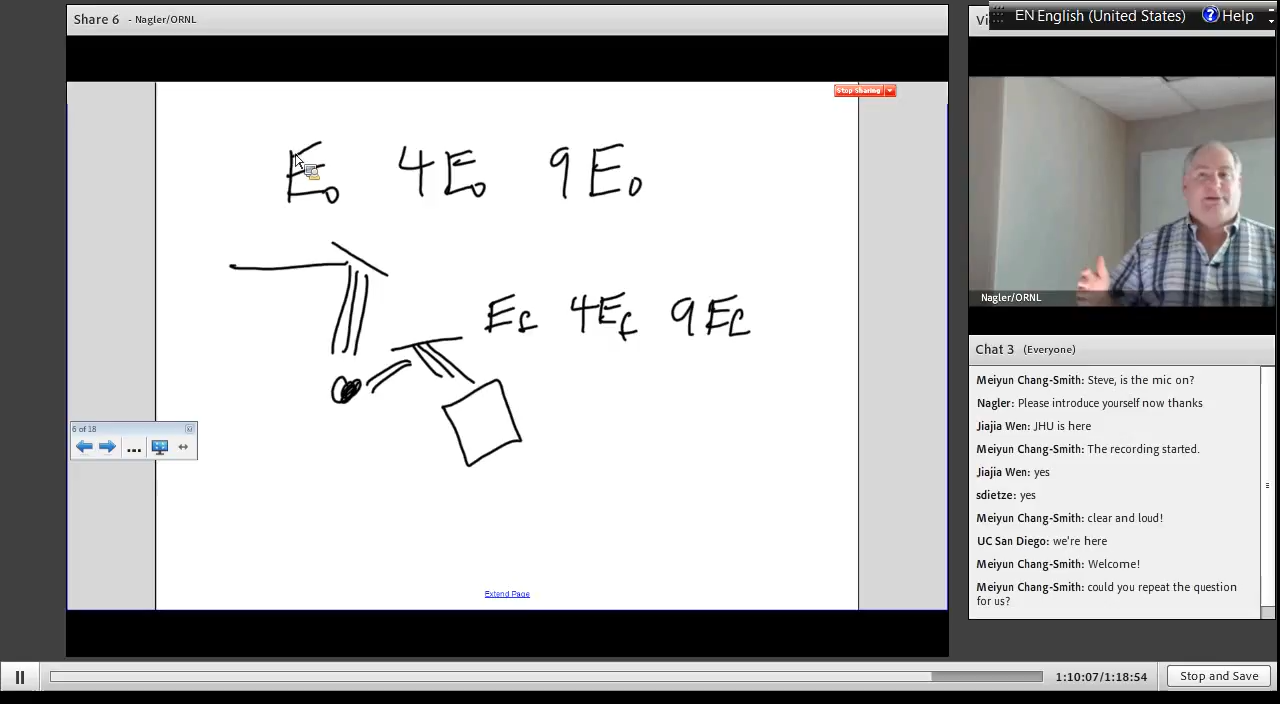 Share 6 - Nagler/ORNL
EN English (United States) Help
Vi
Stop Sharing
E₀ 4E₀ 9E₀
Ef 4Ef 9Ef
6 of 18
...
Extend Page
Nagler/ORNL
Chat 3 (Everyone)
Meiyun Chang-Smith: Steve, is the mic on?
Nagler: Please introduce yourself now thanks
Jiajia Wen: JHU is here
Meiyun Chang-Smith: The recording started.
Jiajia Wen: yes
sdietze: yes
Meiyun Chang-Smith: clear and loud!
UC San Diego: we're here
Meiyun Chang-Smith: Welcome!
Meiyun Chang-Smith: could you repeat the question
for us?
1:10:07/1:18:54
Stop and Save